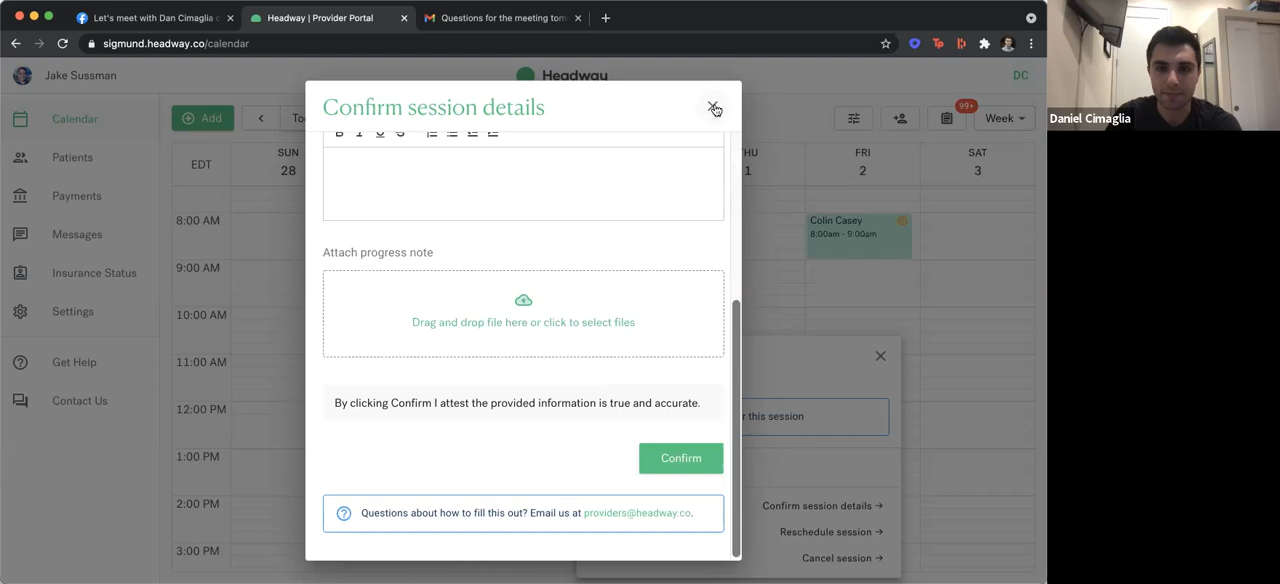 Let's meet with Dan Cimaglia c
Headway | Provider Portal
Questions for the meeting tom
sigmund.headway.co/calendar
Jake Sussman
Headway
DC
Calendar
Patients
Payments
Messages
Insurance Status
Settings
Get Help
Contact Us
Add
99+
Week
EDT
SUN
28
THU
1
FRI
2
SAT
3
8:00 AM
9:00 AM
10:00 AM
11:00 AM
12:00 PM
1:00 PM
2:00 PM
3:00 PM
Colin Casey
8:00am - 9:00am
Confirm session details
B I U S
Attach progress note
Drag and drop file here or click to select files
By clicking Confirm I attest the provided information is true and accurate.
Confirm
Questions about how to fill this out? Email us at providers@headway.co.
r this session
Confirm session details →
Reschedule session →
Cancel session →
Daniel Cimaglia